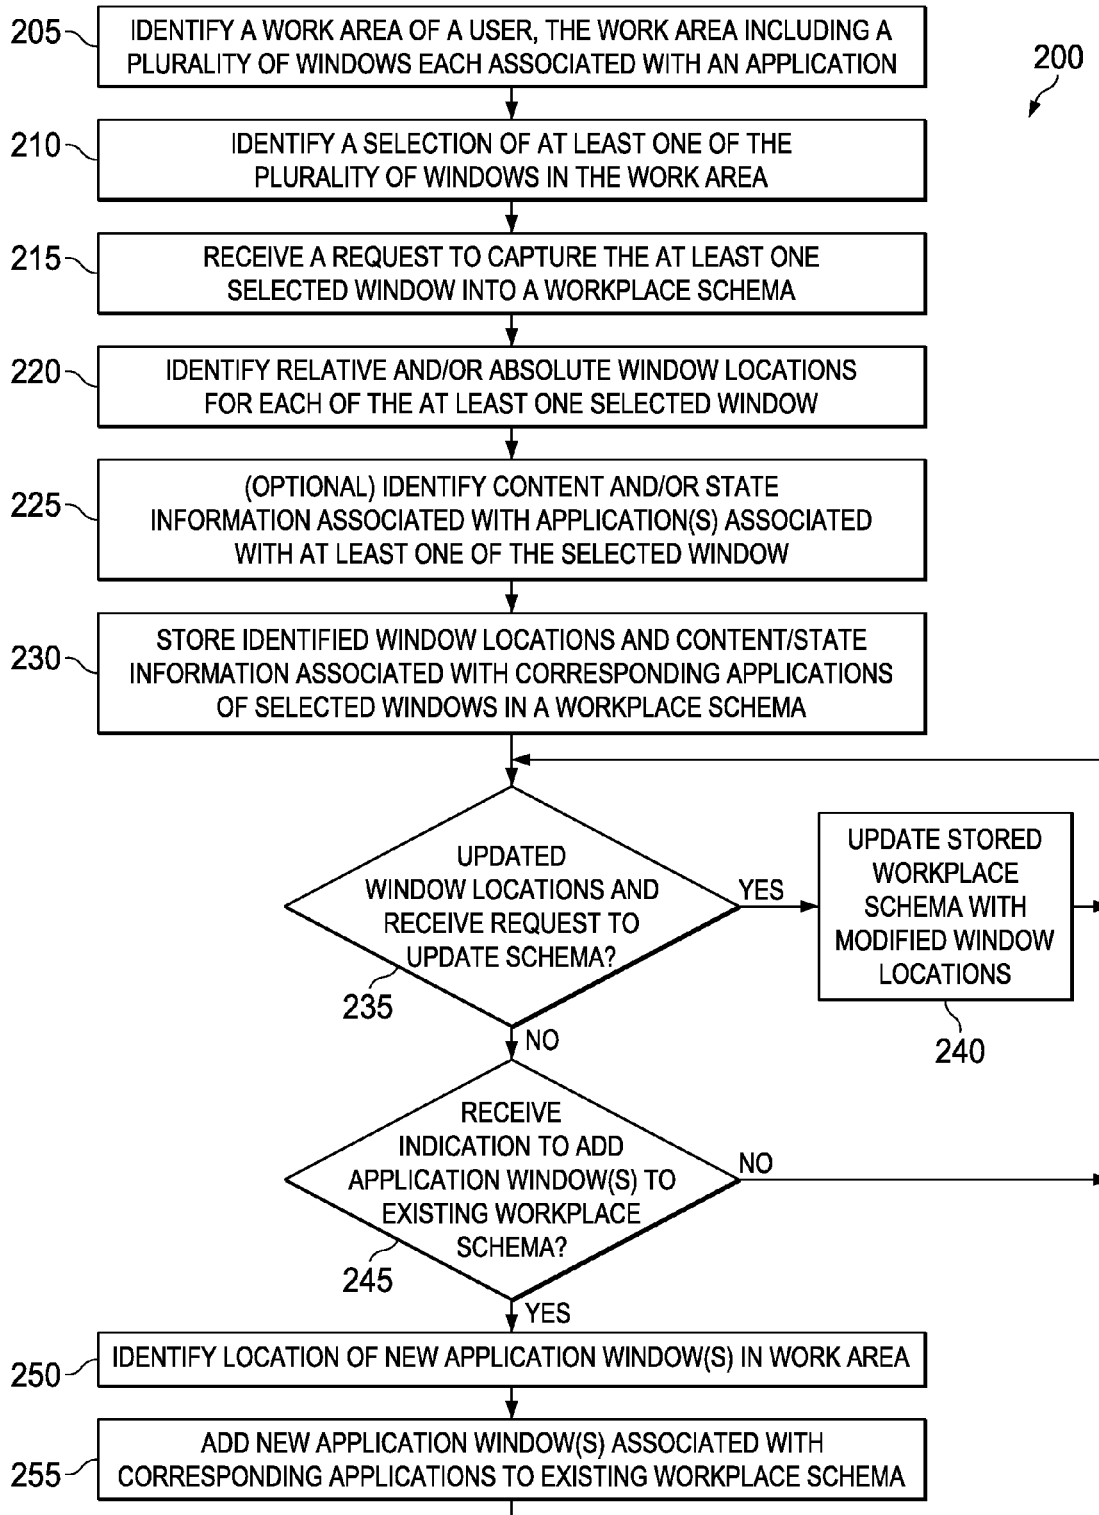 205
IDENTIFY A WORK AREA OF A USER, THE WORK AREA INCLUDING A
PLURALITY OF WINDOWS EACH ASSOCIATED WITH AN APPLICATION
200
210
IDENTIFY A SELECTION OF AT LEAST ONE OF THE
PLURALITY OF WINDOWS IN THE WORK AREA
215
RECEIVE A REQUEST TO CAPTURE THE AT LEAST ONE
SELECTED WINDOW INTO A WORKPLACE SCHEMA
220
IDENTIFY RELATIVE AND/OR ABSOLUTE WINDOW LOCATIONS
FOR EACH OF THE AT LEAST ONE SELECTED WINDOW
225
(OPTIONAL) IDENTIFY CONTENT AND/OR STATE
INFORMATION ASSOCIATED WITH APPLICATION(S) ASSOCIATED
WITH AT LEAST ONE OF THE SELECTED WINDOW
230
STORE IDENTIFIED WINDOW LOCATIONS AND CONTENT/STATE
INFORMATION ASSOCIATED WITH CORRESPONDING APPLICATIONS
OF SELECTED WINDOWS IN A WORKPLACE SCHEMA
UPDATED
WINDOW LOCATIONS AND
RECEIVE REQUEST TO
UPDATE SCHEMA?
235
YES
UPDATE STORED
WORKPLACE
SCHEMA WITH
MODIFIED WINDOW
LOCATIONS
240
NO
RECEIVE
INDICATION TO ADD
APPLICATION WINDOW(S) TO
EXISTING WORKPLACE
SCHEMA?
245
NO
YES
250
IDENTIFY LOCATION OF NEW APPLICATION WINDOW(S) IN WORK AREA
255
ADD NEW APPLICATION WINDOW(S) ASSOCIATED WITH
CORRESPONDING APPLICATIONS TO EXISTING WORKPLACE SCHEMA